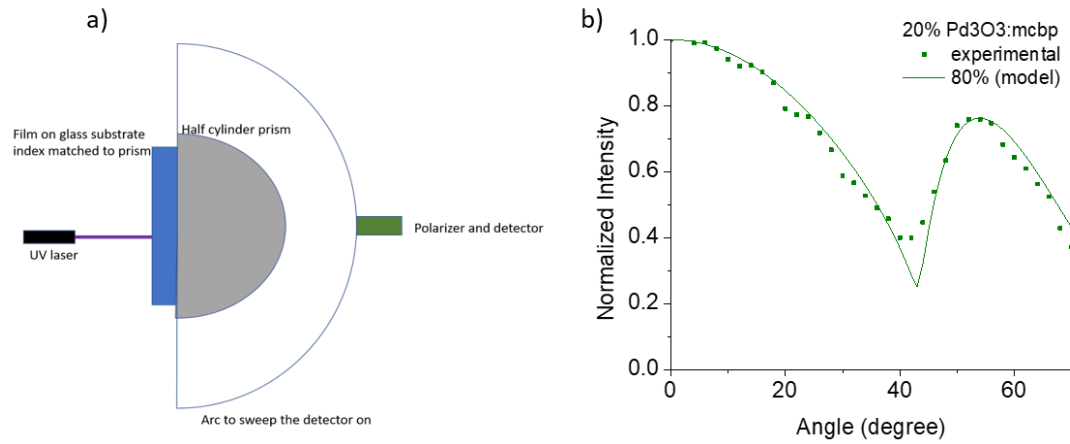 a)
Film on glass substrate
index matched to prism
Half cylinder prism
UV laser
Polarizer and detector
Arc to sweep the detector on
b)
20% Pd3O3:mcbp
experimental
80% (model)
Normalized Intensity
1.0
0.8
0.6
0.4
0.2
0.0
0 20 40 60
Angle (degree)